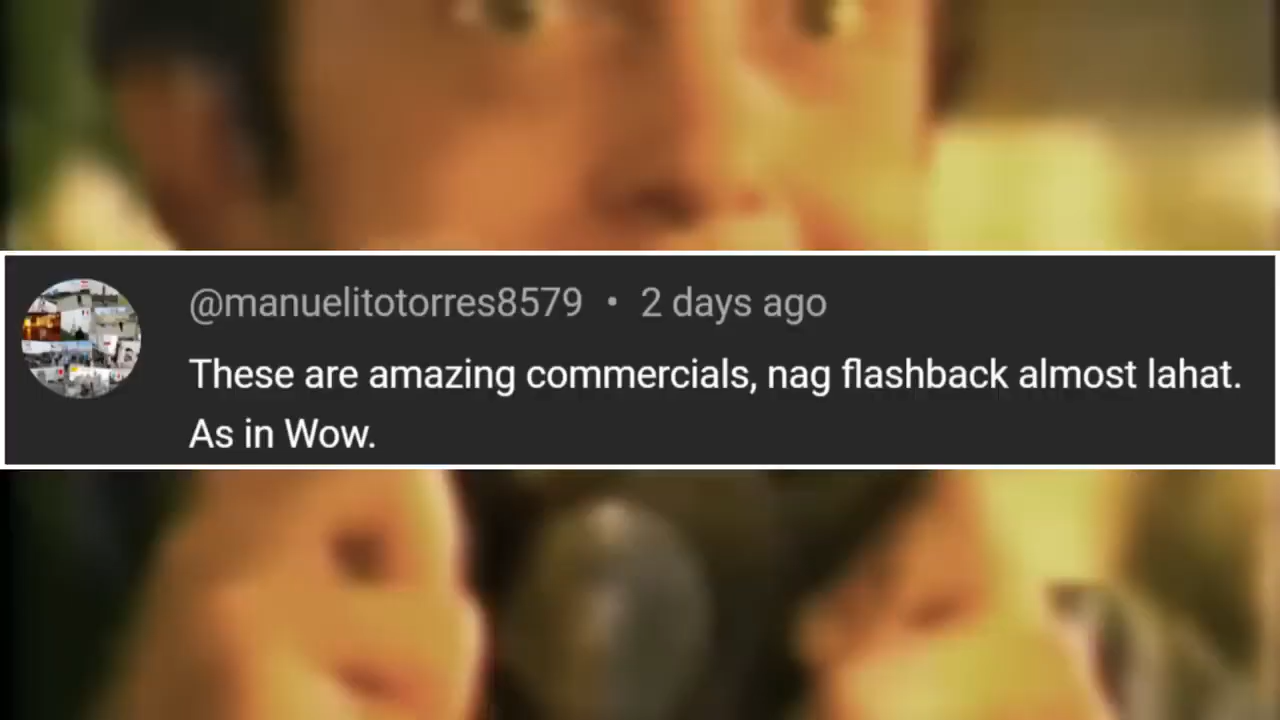 @manuelitotorres8579 • 2 days ago
These are amazing commercials, nag flashback almost lahat.
As in Wow.